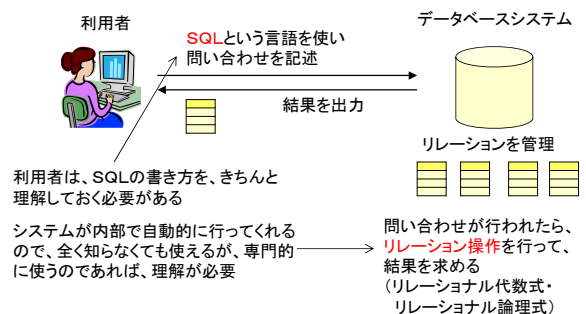 利用者
データベースシステム
SQLという言語を使い
問い合わせを記述
結果を出力
リレーションを管理
利用者は、SQLの書き方を、きちんと
理解しておく必要がある
システムが内部で自動的に行ってくれる
ので、全く知らなくても使えるが、専門的
に使うのであれば、理解が必要
問い合わせが行われたら、
リレーション操作を行って、
結果を求める
(リレーショナル代数式・
リレーショナル論理式)